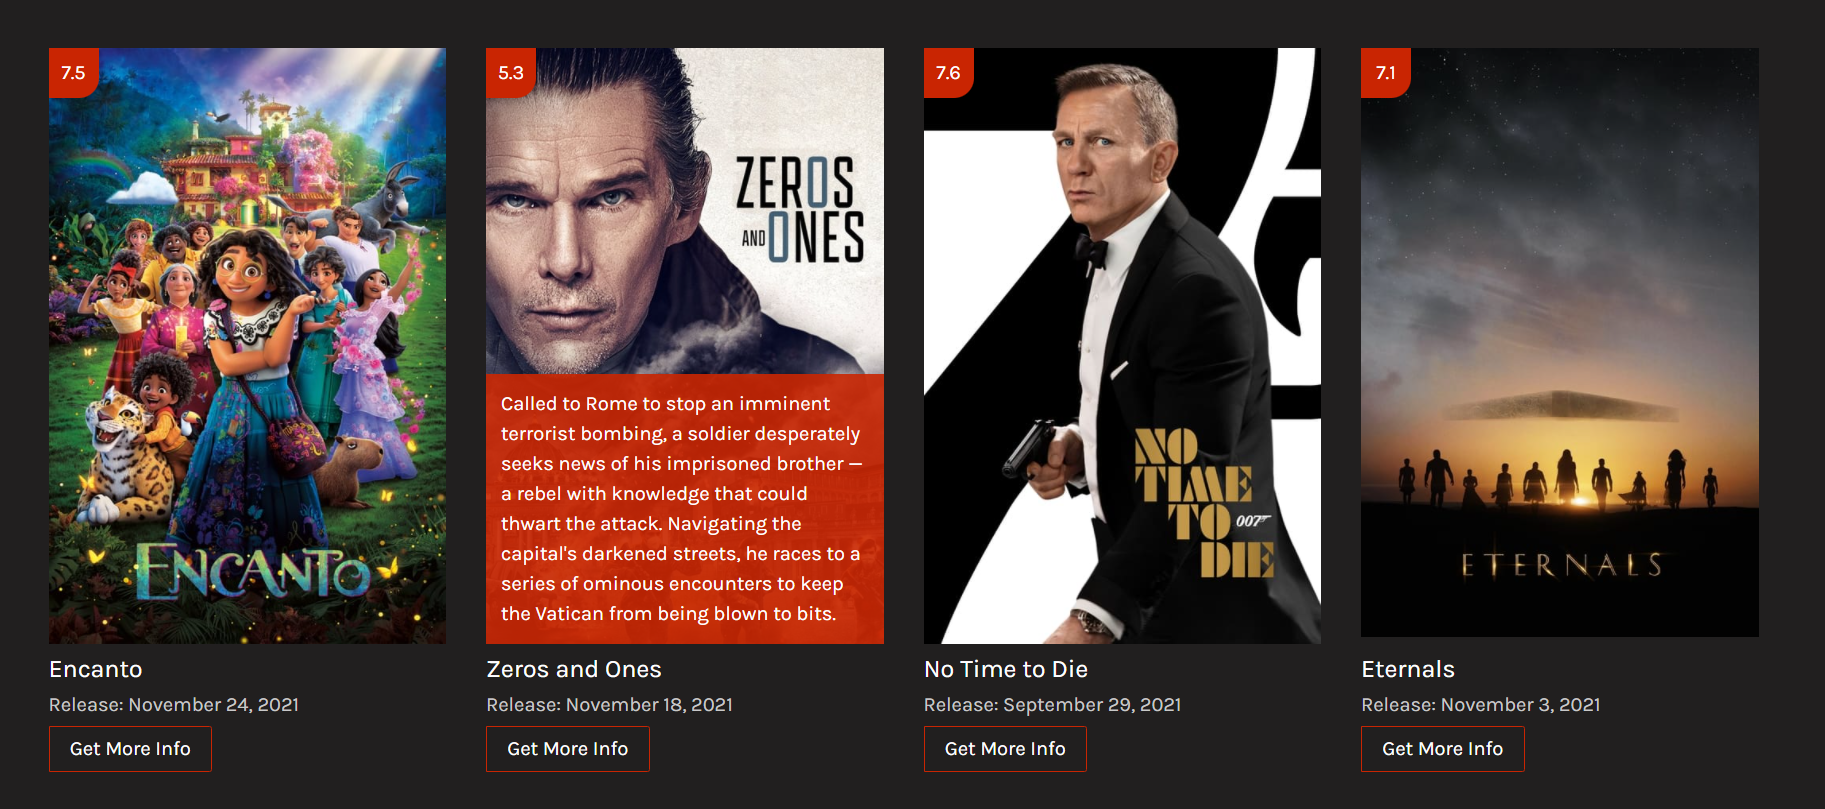 7.5
ENCANTO
Encanto
Release: November 24, 2021
Get More Info
5.3
ZEROS
AND ONES
Called to Rome to stop an imminent
terrorist bombing, a soldier desperately
seeks news of his imprisoned brother —
a rebel with knowledge that could
thwart the attack. Navigating the
capital's darkened streets, he races to a
series of ominous encounters to keep
the Vatican from being blown to bits.
Zeros and Ones
Release: November 18, 2021
Get More Info
7.6
NO
TIME
TO 007
DIE
No Time to Die
Release: September 29, 2021
Get More Info
7.1
ETERNALS
Eternals
Release: November 3, 2021
Get More Info